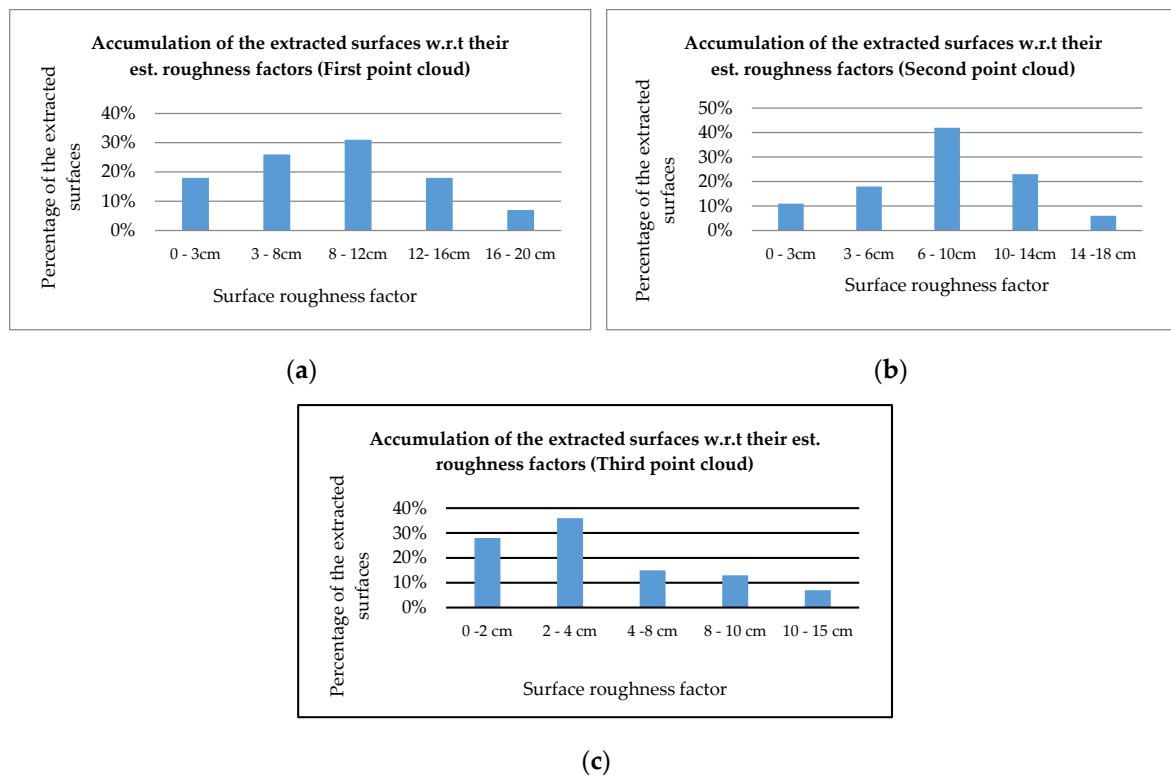 Accumulation of the extracted surfaces w.r.t their
est. roughness factors (First point cloud)
Percentage of the extracted
surfaces
40%
30%
20%
10%
0%
0 - 3cm 3 - 8cm 8 - 12cm 12- 16cm 16 - 20 cm
Surface roughness factor
(a)
Accumulation of the extracted surfaces w.r.t their
est. roughness factors (Second point cloud)
Percentage of the extracted
surfaces
50%
40%
30%
20%
10%
0%
0 - 3cm 3 - 6cm 6 - 10cm 10- 14cm 14 -18 cm
Surface roughness factor
(b)
Accumulation of the extracted surfaces w.r.t their est.
roughness factors (Third point cloud)
Percentage of the extracted
surfaces
40%
30%
20%
10%
0%
0 -2 cm 2 - 4 cm 4 -8 cm 8 - 10 cm 10 - 15 cm
Surface roughness factor
(c)